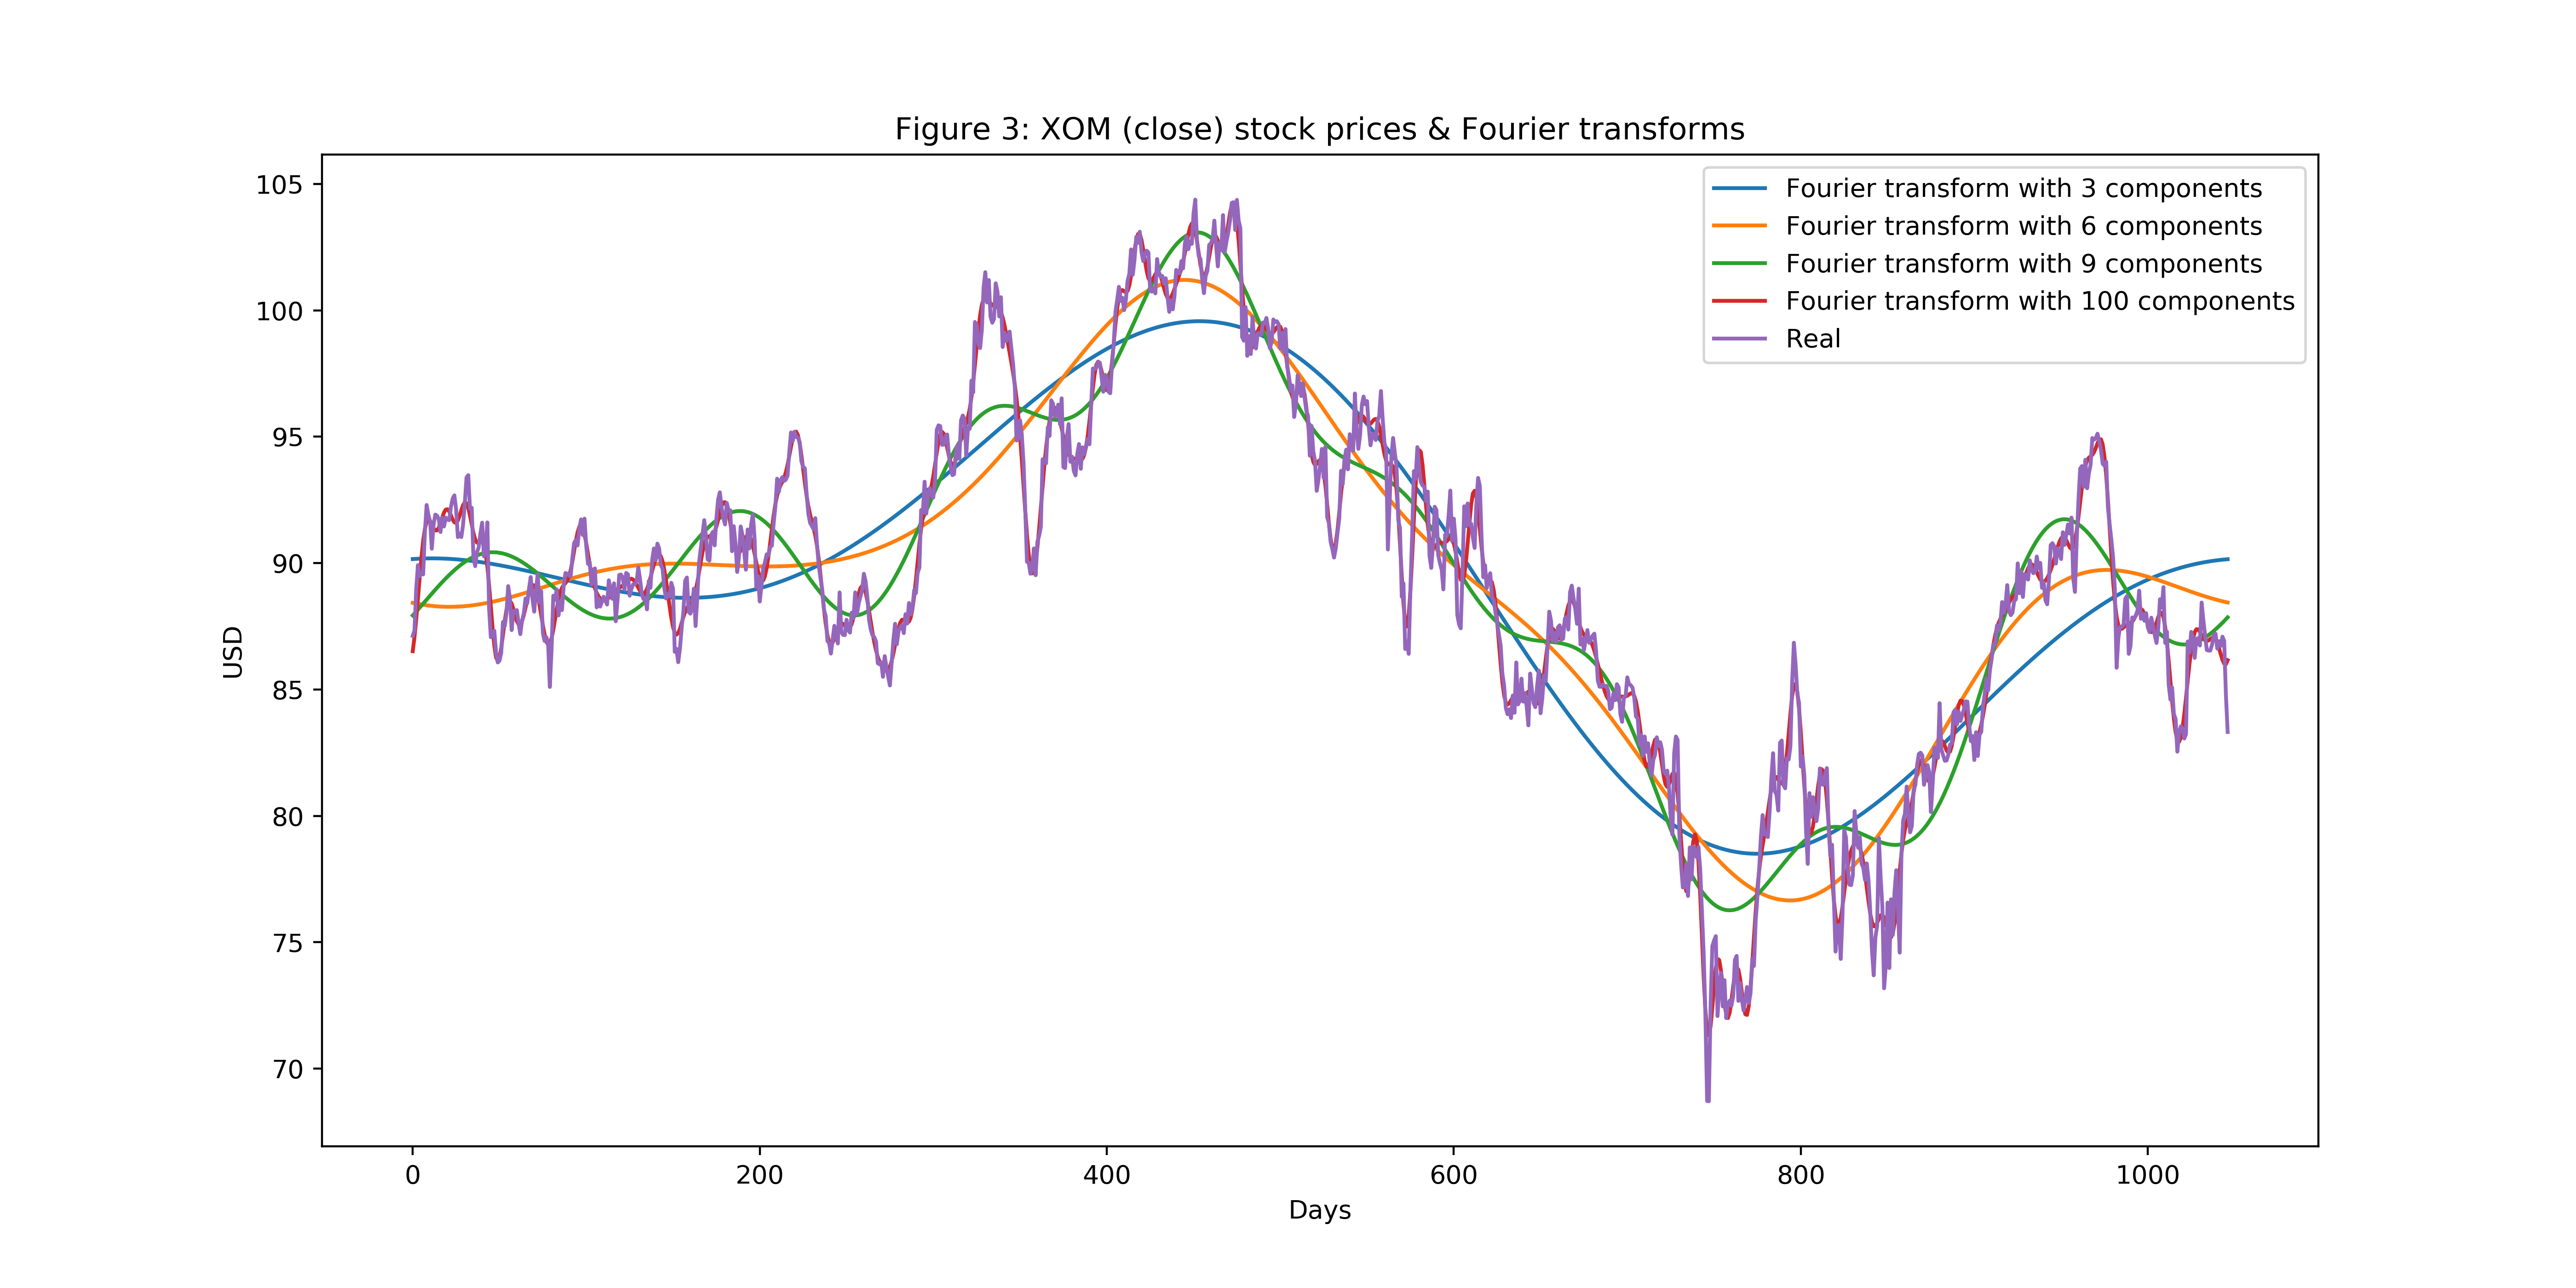 Figure 3: XOM (close) stock prices & Fourier transforms
Fourier transform with 3 components
Fourier transform with 6 components
Fourier transform with 9 components
Fourier transform with 100 components
Real
USD
105
100
95
90
85
80
75
70
0 200 400 600 800 1000
Days